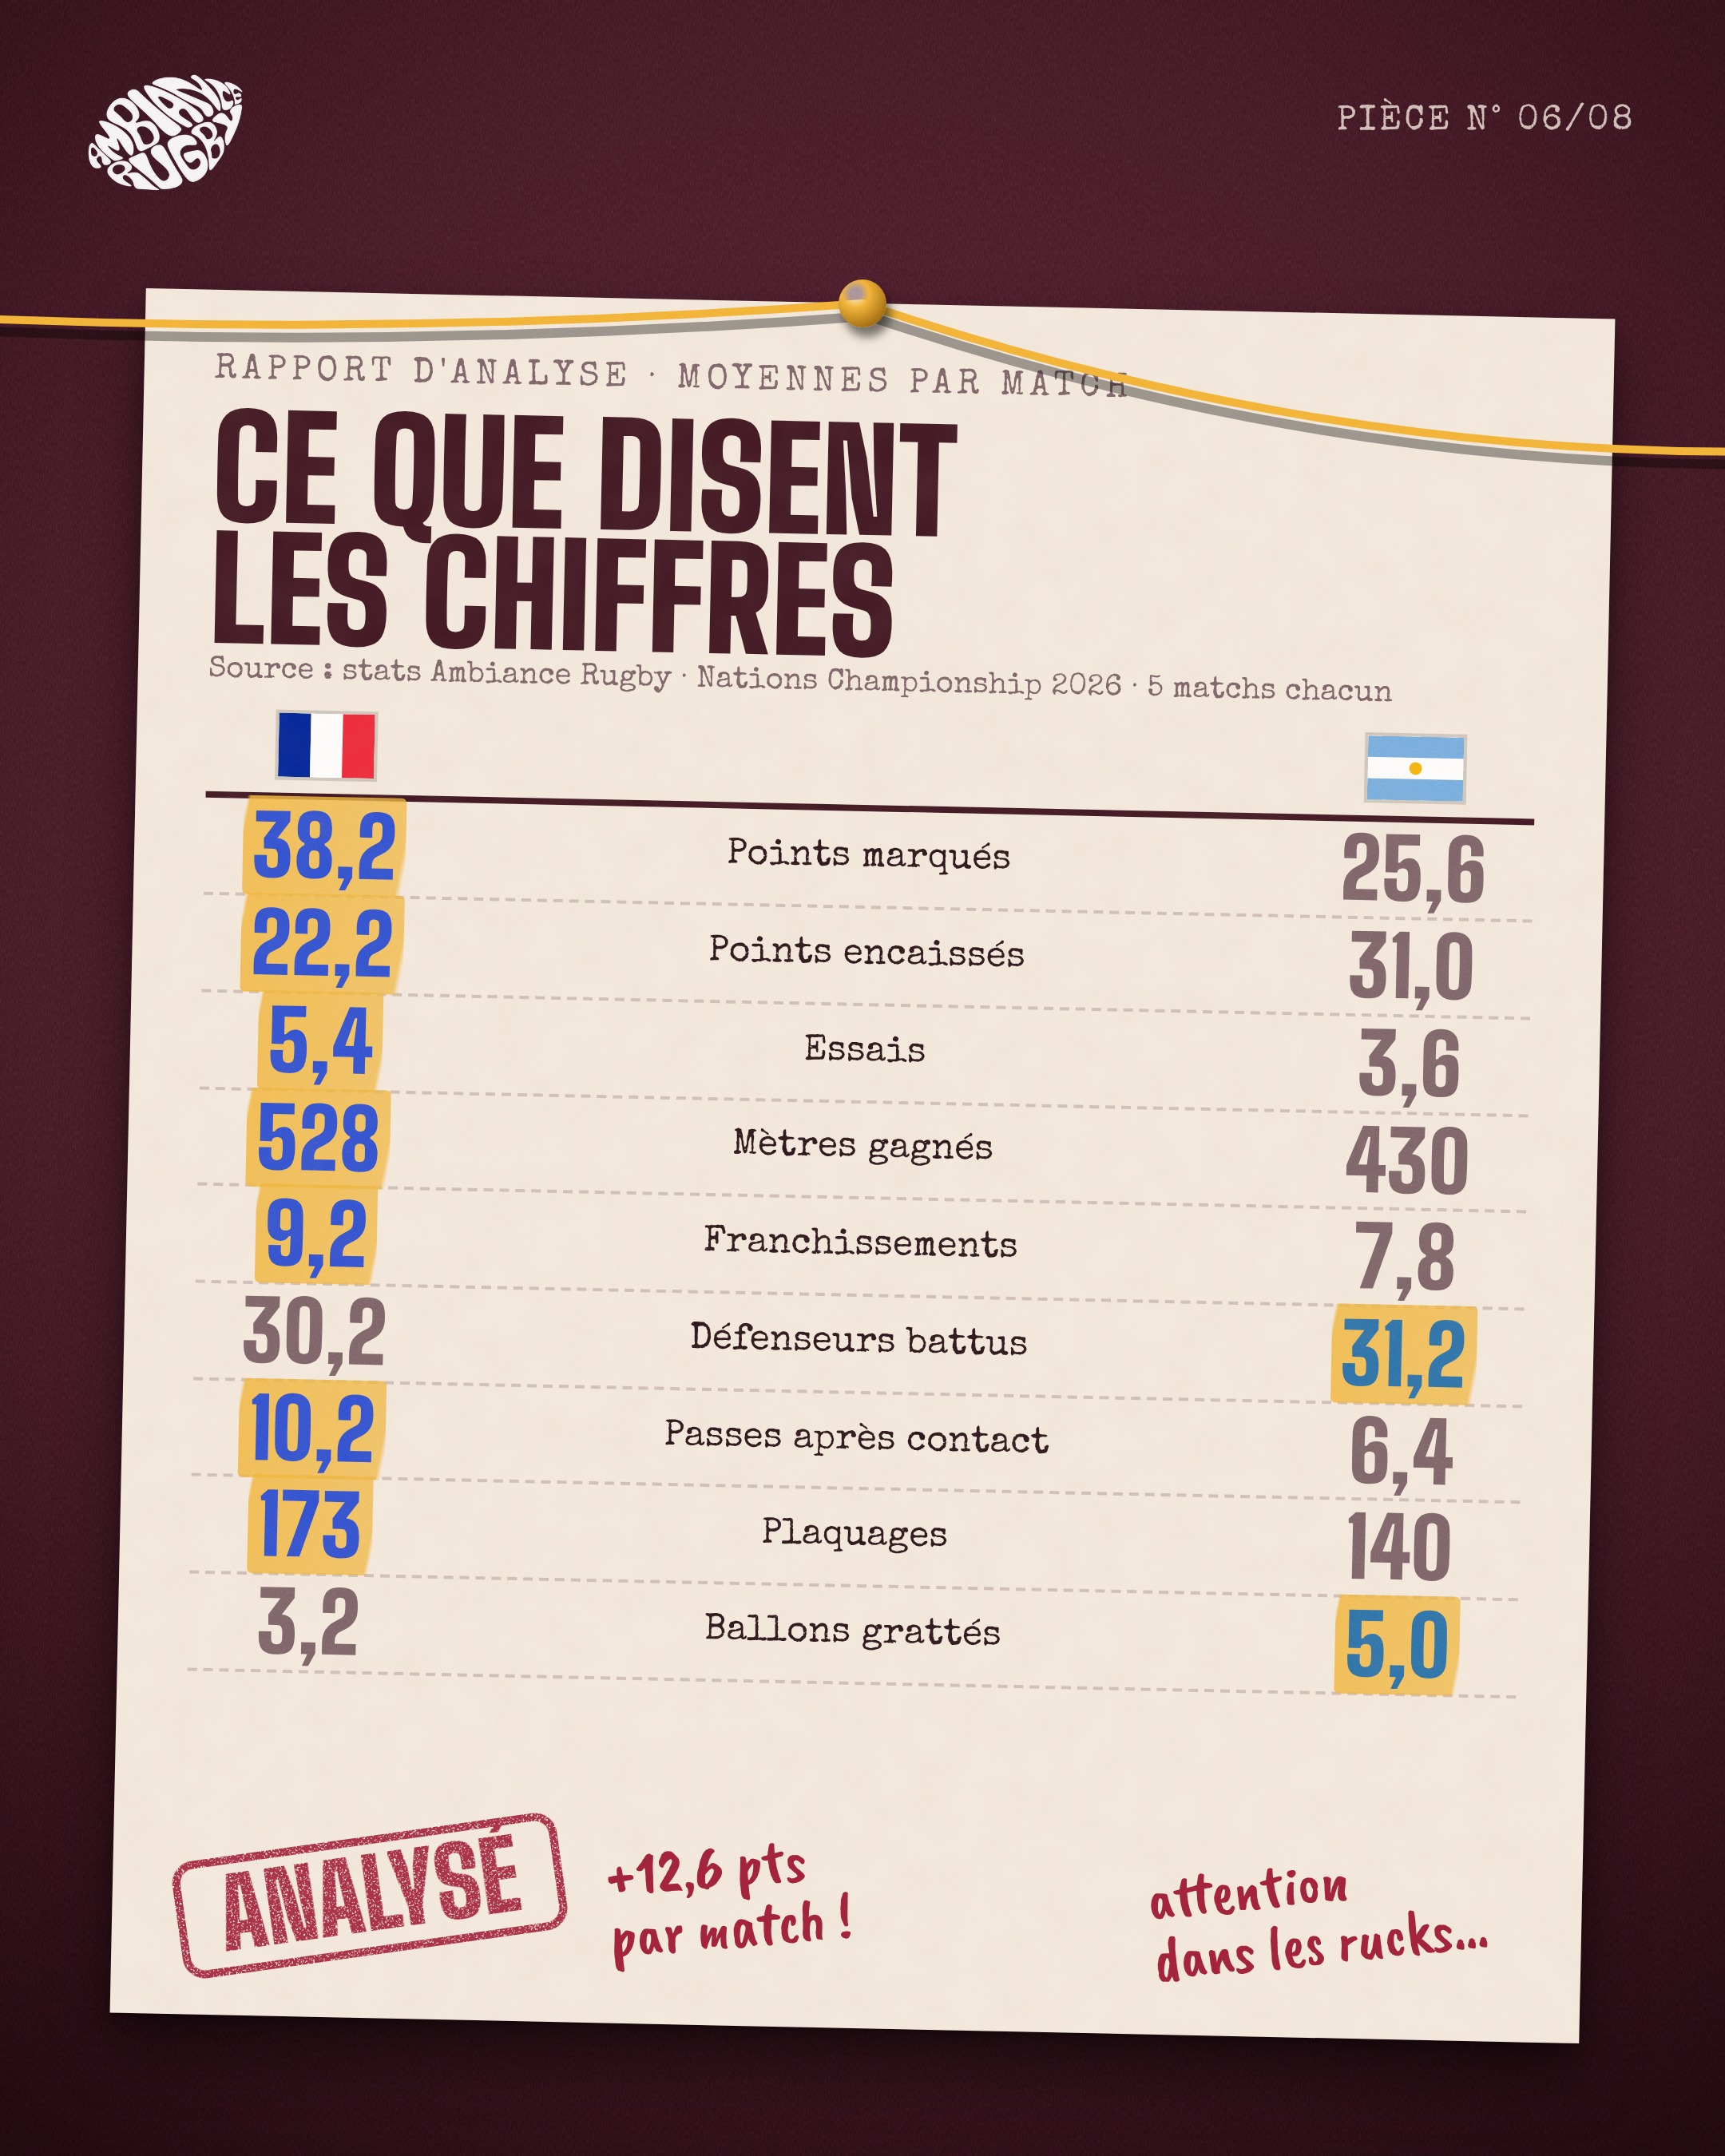 AMBIANCE
RUGBY
PIÈCE N° 06/08
RAPPORT D'ANALYSE · MOYENNES PAR MATCH
CE QUE DISENT
LES CHIFFRES
Source : stats Ambiance Rugby · Nations Championship 2026 · 5 matchs chacun
38,2 Points marqués 25,6
22,2 Points encaissés 31,0
5,4 Essais 3,6
528 Mètres gagnés 430
9,2 Franchissements 7,8
30,2 Défenseurs battus 31,2
10,2 Passes après contact 6,4
173 Plaquages 140
3,2 Ballons grattés 5,0
ANALYSÉ
+12,6 pts
par match !
attention
dans les rucks...